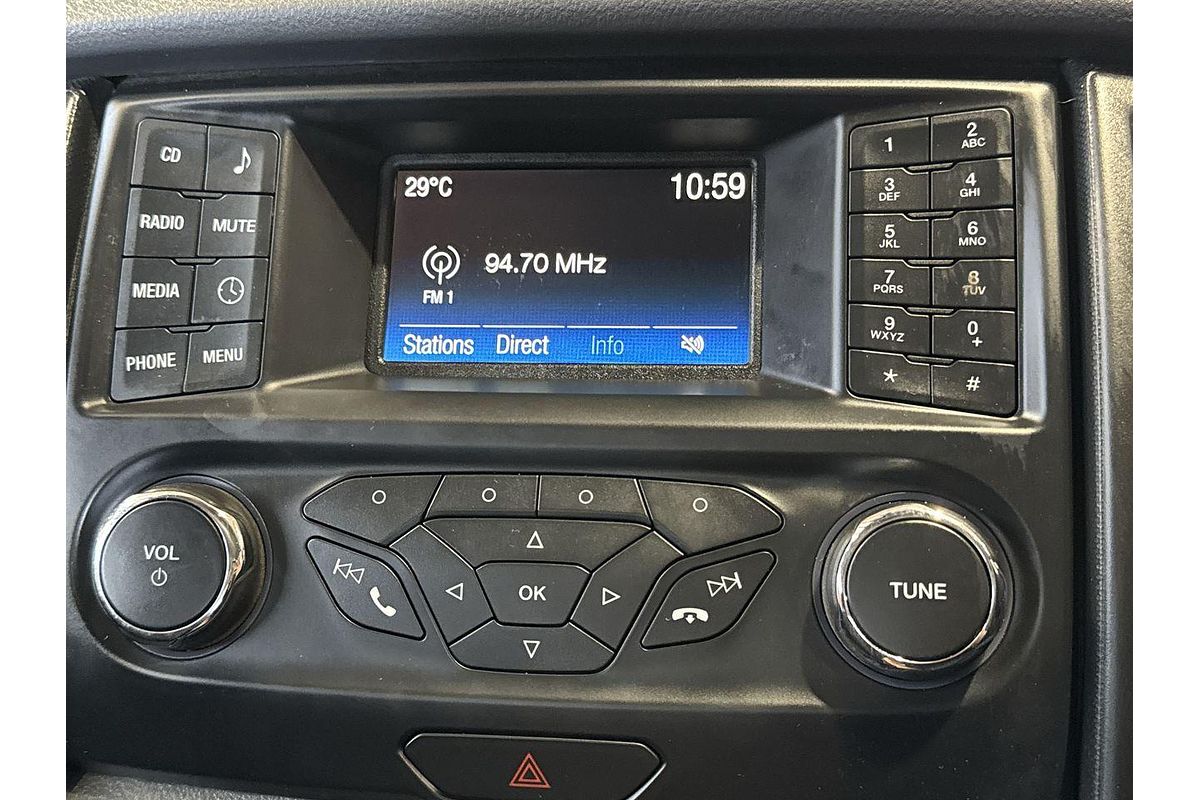 CD
RADIO MUTE
MEDIA
PHONE MENU
29°C 10:59
94.70 MHz
FM 1
Stations Direct Info
1 2 ABC
3 DEF 4 GHI
5 JKL 6 MNO
7 PQRS 8 TUV
9 WXYZ 0 +
* #
VOL
OK
TUNE